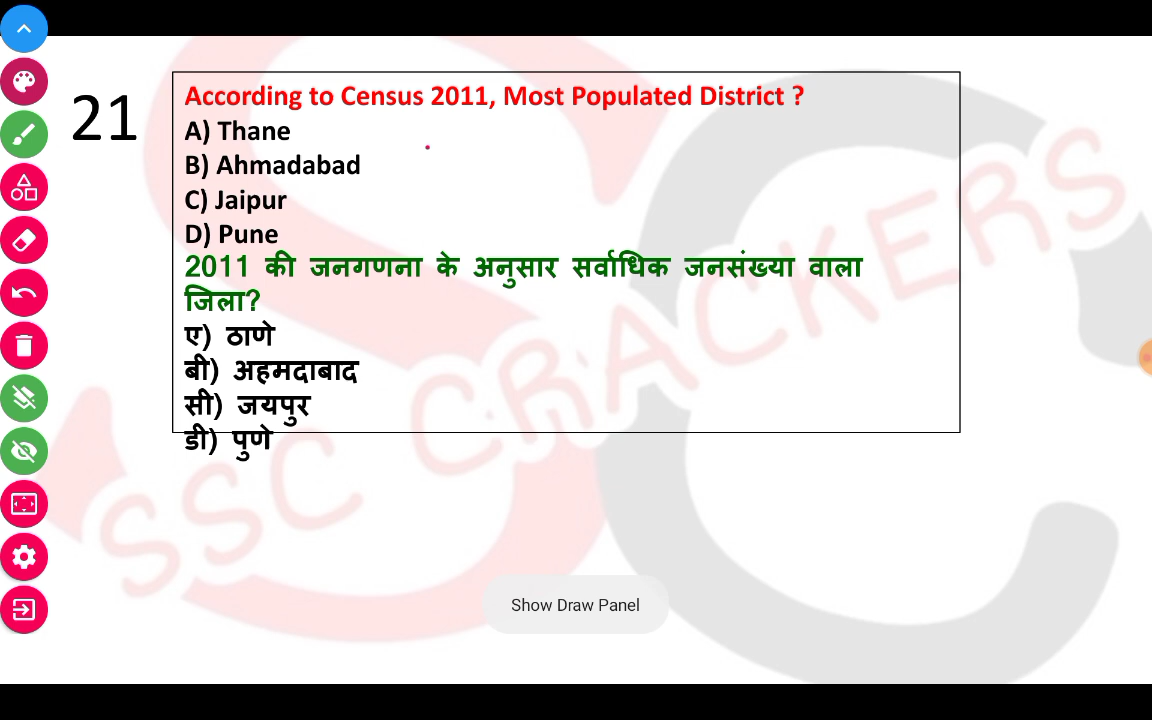 21
According to Census 2011, Most Populated District ?
A) Thane
B) Ahmadabad
C) Jaipur
D) Pune
2011 की जनगणना के अनुसार सर्वाधिक जनसंख्या वाला
जिला?
ए) ठाणे
बी) अहमदाबाद
सी) जयपुर
डी) पुणे
SSC CRACKERS
Show Draw Panel